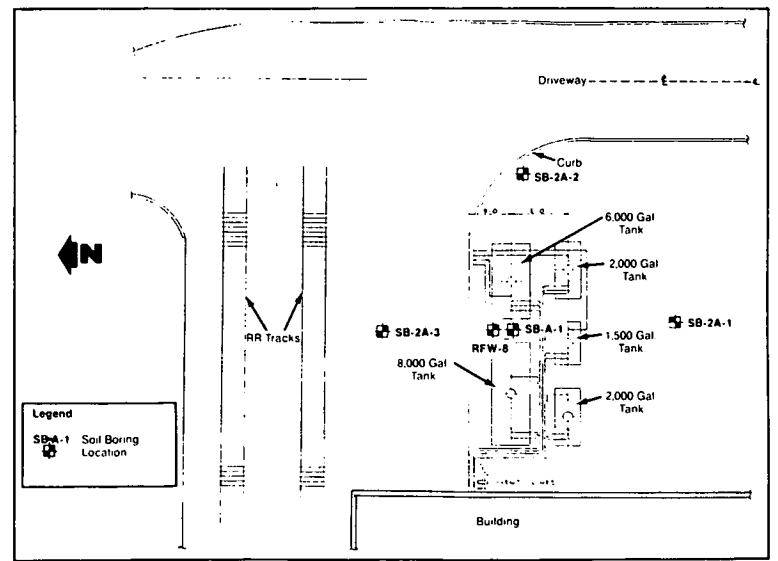 Driveway
Curb
SB-2A-2
6,000 Gal
Tank
2,000 Gal
Tank
N
RR Tracks
SB-2A-3
RFW-8
SB-A-1
SB-2A-1
1,500 Gal
Tank
8,000 Gal
Tank
2,000 Gal
Tank
Legend
SB-A-1 Soil Boring
Location
Building